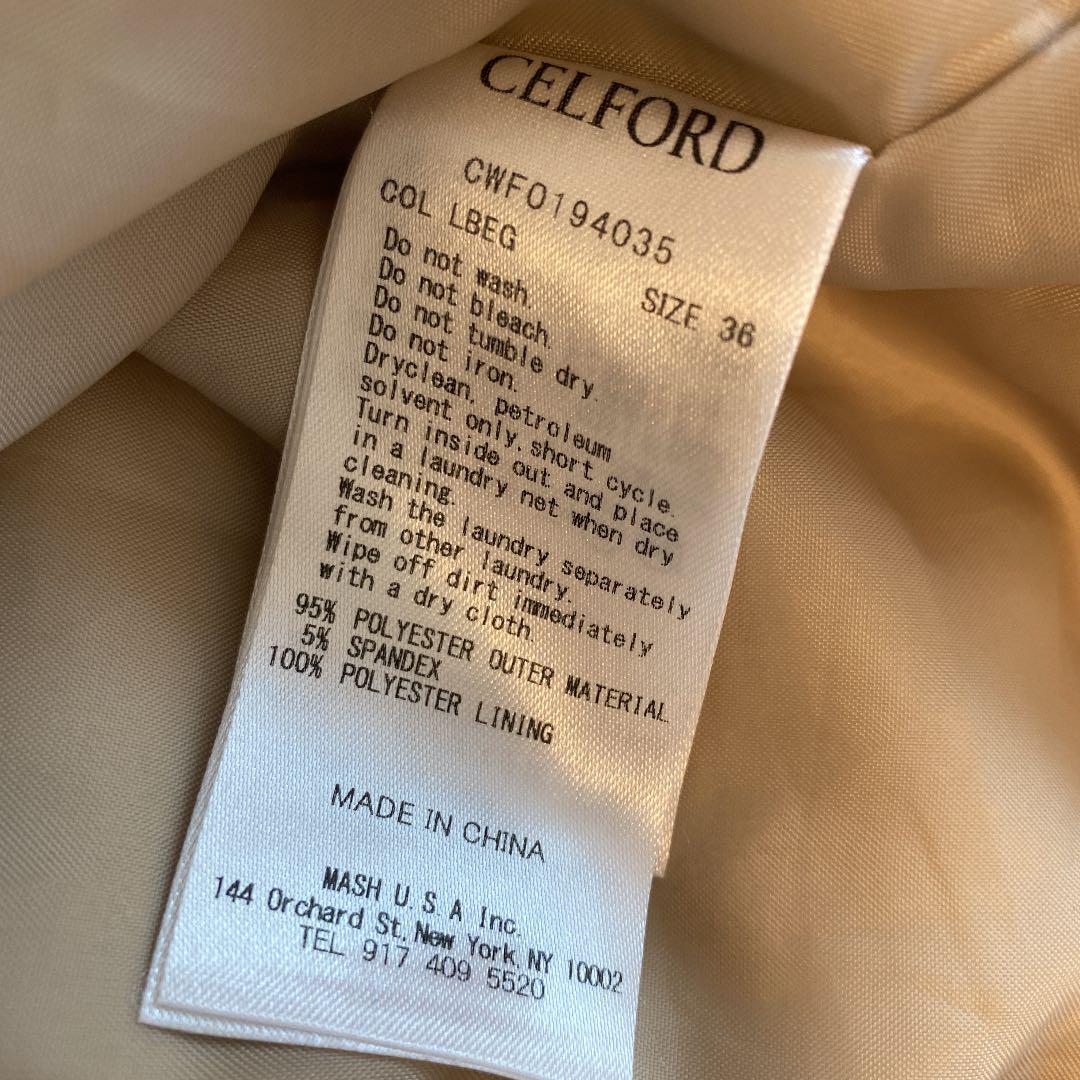 CELFORD
CWFO194035
COL LBEG
SIZE 36
Do not wash.
Do not bleach.
Do not tumble dry.
Do not iron.
Dryclean, petroleum
solvent only, short cycle.
Turn inside out and place
in a laundry net when dry
cleaning.
Wash the laundry separately
from other laundry.
Wipe off dirt immediately
with a dry cloth.
95% POLYESTER OUTER MATERIAL
5% SPANDEX
100% POLYESTER LINING
MADE IN CHINA
MASH U.S.A Inc.
144 Orchard St, New York NY 10002
TEL 917 409 5520